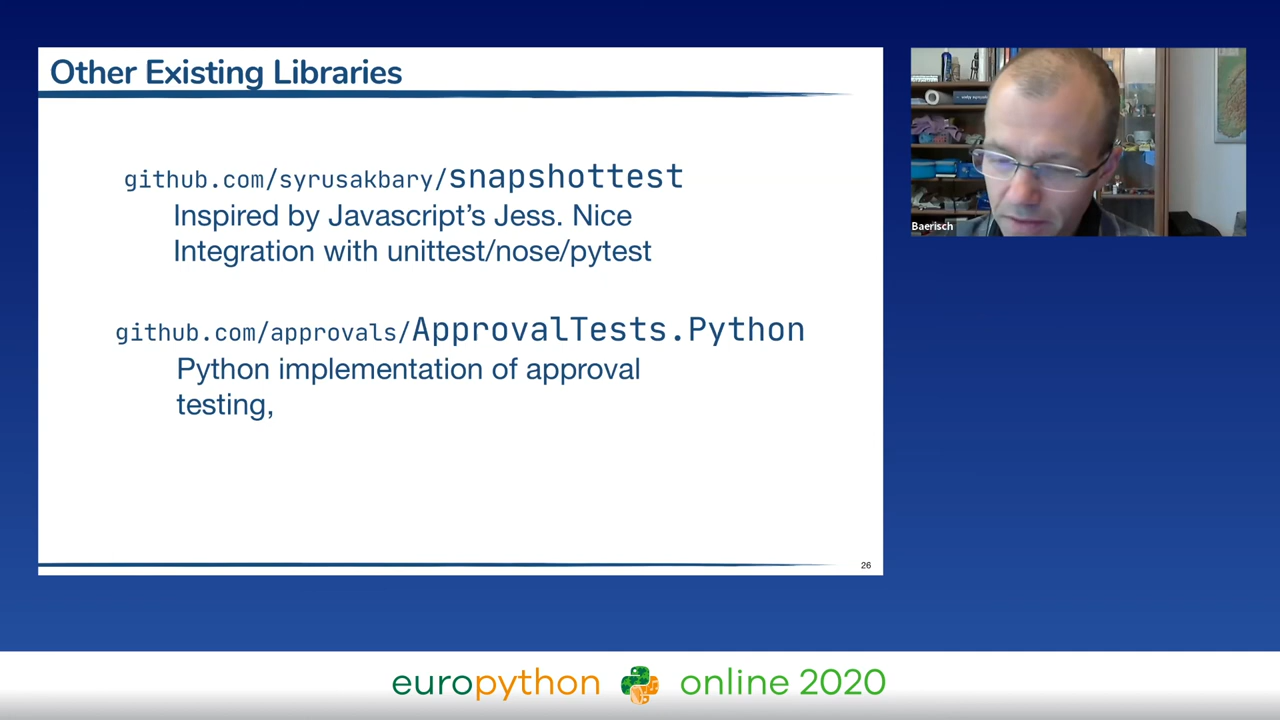 Other Existing Libraries
github.com/syrusakbary/snapshottest
Inspired by Javascript's Jess. Nice
Integration with unittest/nose/pytest
github.com/approvals/ApprovalTests.Python
Python implementation of approval
testing,
26
Baerisch
europython online 2020